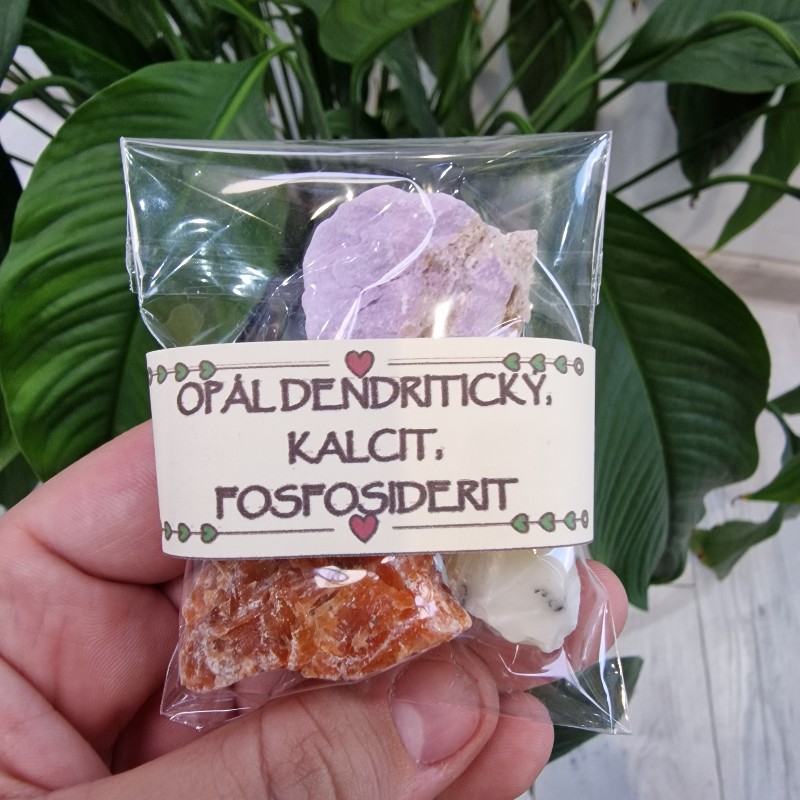 OPÁL DENDRITICKÝ,
KALCIT,
FOSFOSIDERIT